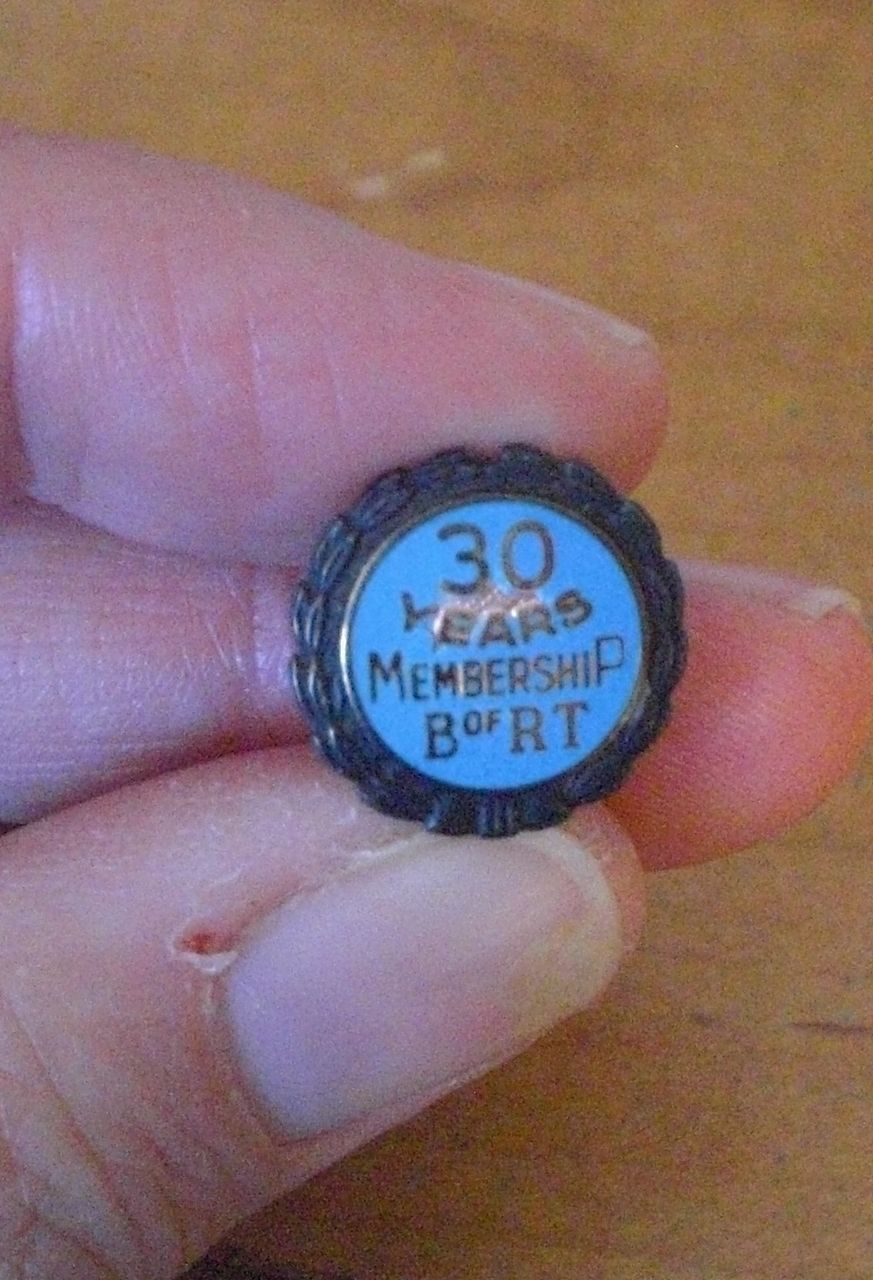 30
YEARS
MEMBERSHIP
B OF RT